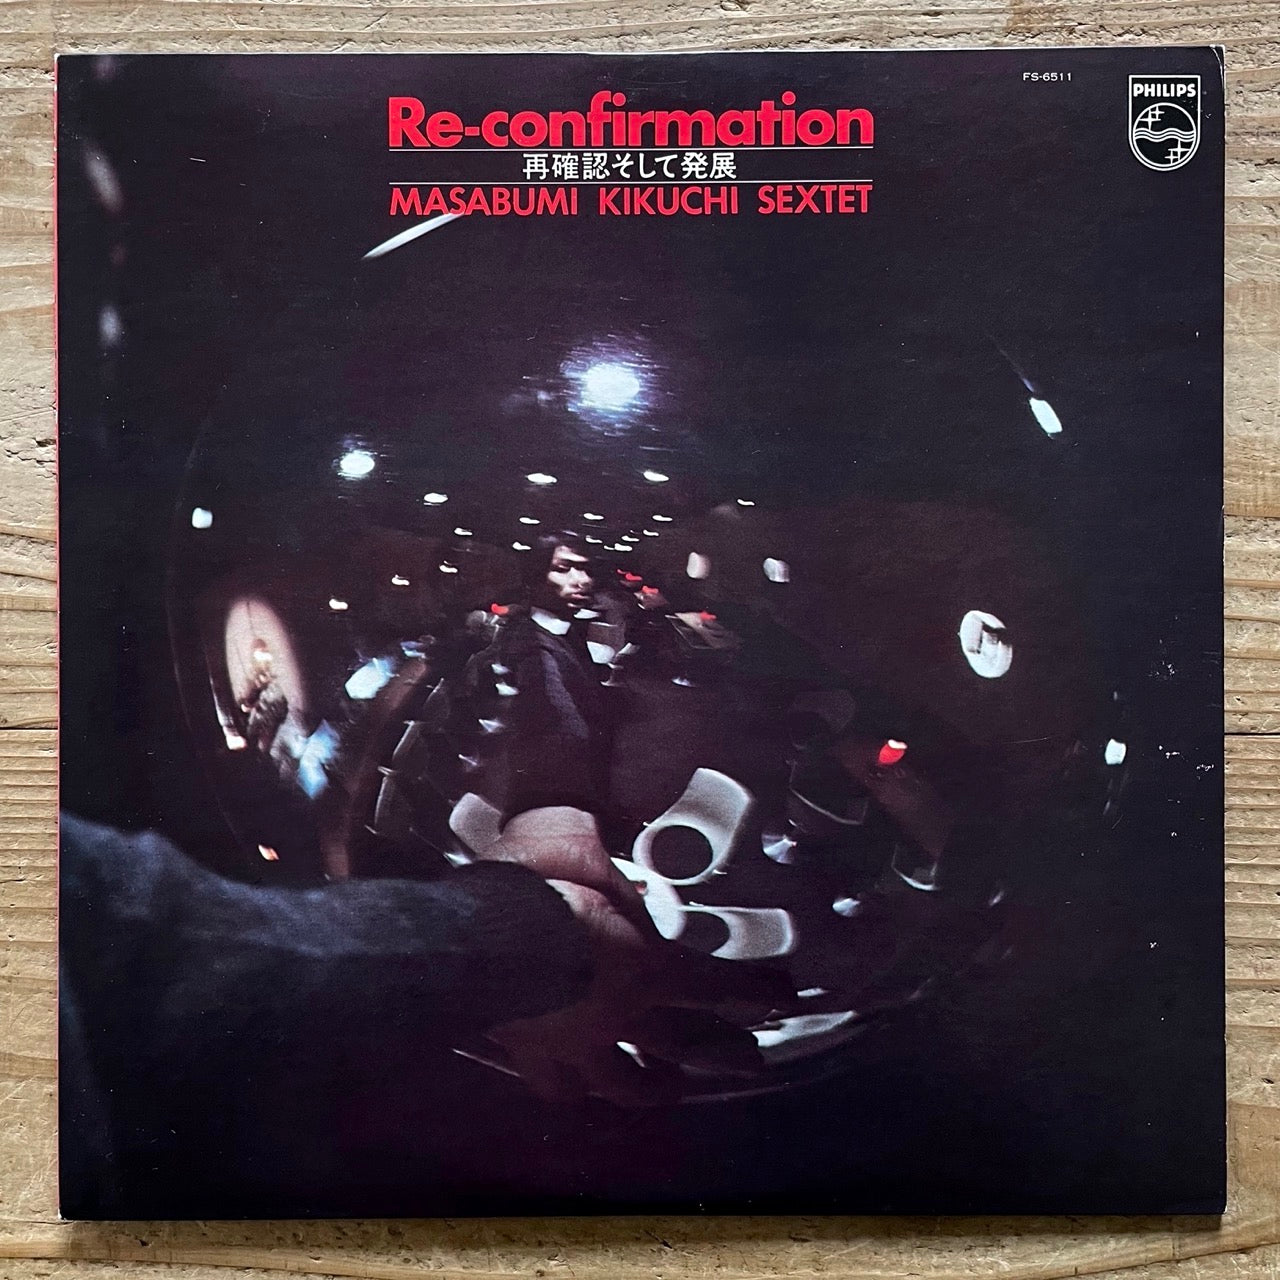 FS-6511
PHILIPS
Re-confirmation
再確認そして発展
MASABUMI KIKUCHI SEXTET